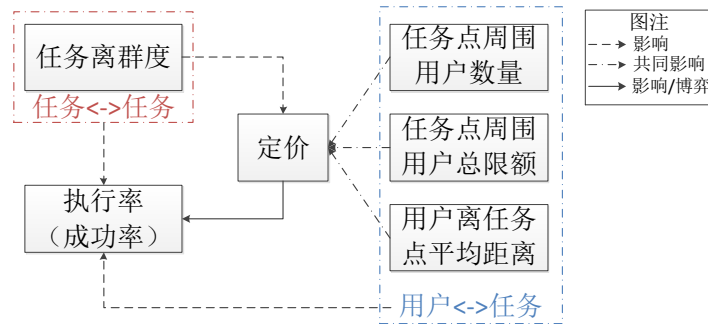 任务离群度
任务<->任务
执行率
（成功率）
定价
任务点周围
用户数量
任务点周围
用户总限额
用户离任务
点平均距离
用户<->任务
图注
影响
共同影响
影响/博弈